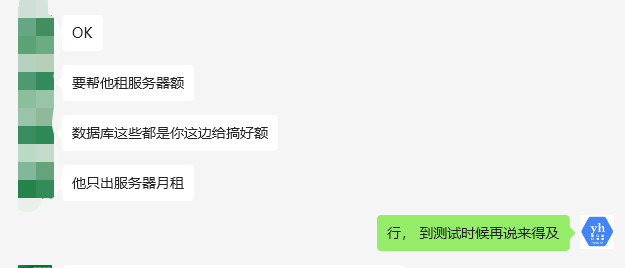 OK
要帮他租服务器额
数据库这些都是你这边给搞好额
他只出服务器月租
行， 到测试时候再说来得及
yh